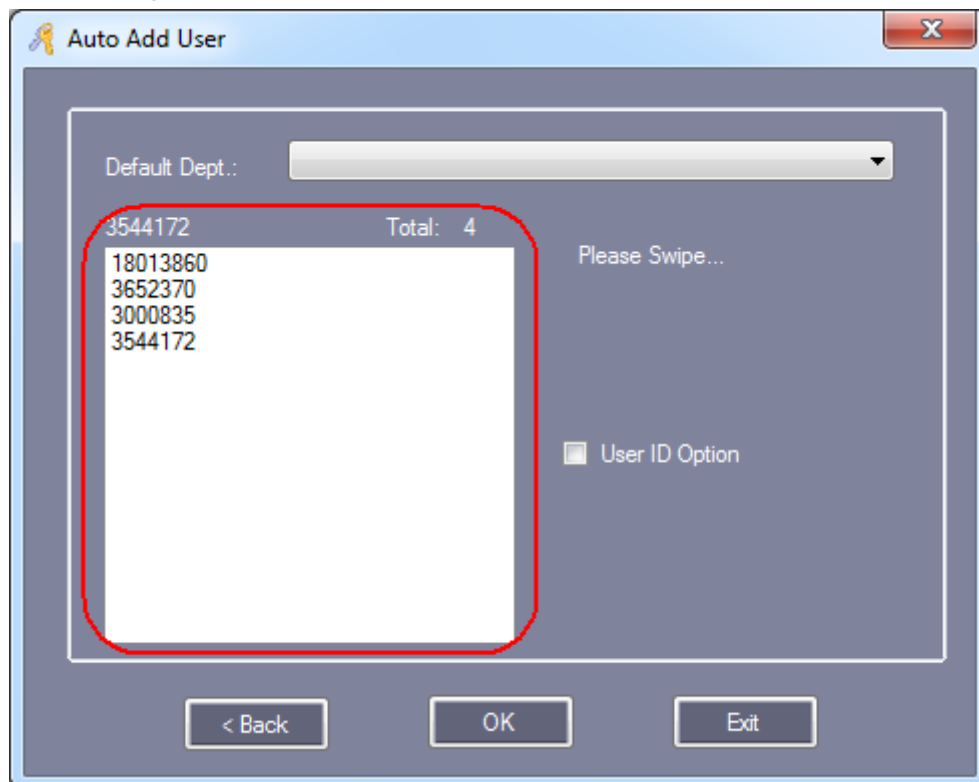 Auto Add User
Default Dept.:
3544172 Total: 4
18013860
3652370
3000835
3544172
Please Swipe...
User ID Option
< Back OK Exit